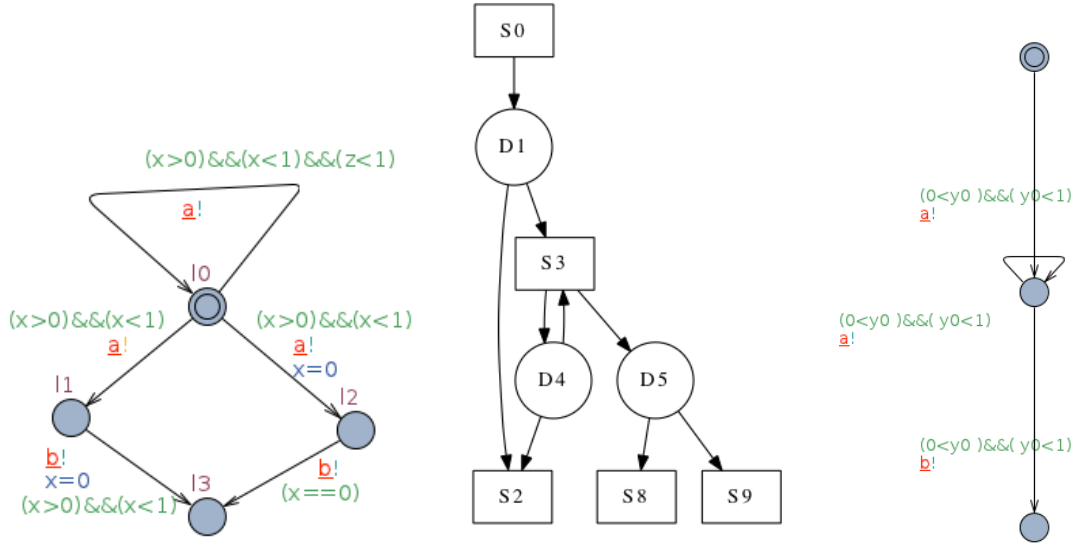 (x>0)&&(x<1)&&(z<1)
a!
l0
(x>0)&&(x<1)
a!
(x>0)&&(x<1)
a!
x=0
l1
l2
b!
x=0
(x>0)&&(x<1)
b!
(x==0)
l3
S0
D1
S3
D4
D5
S2
S8
S9
(0<y0 )&&( y0<1)
a!
(0<y0 )&&( y0<1)
a!
(0<y0 )&&( y0<1)
b!